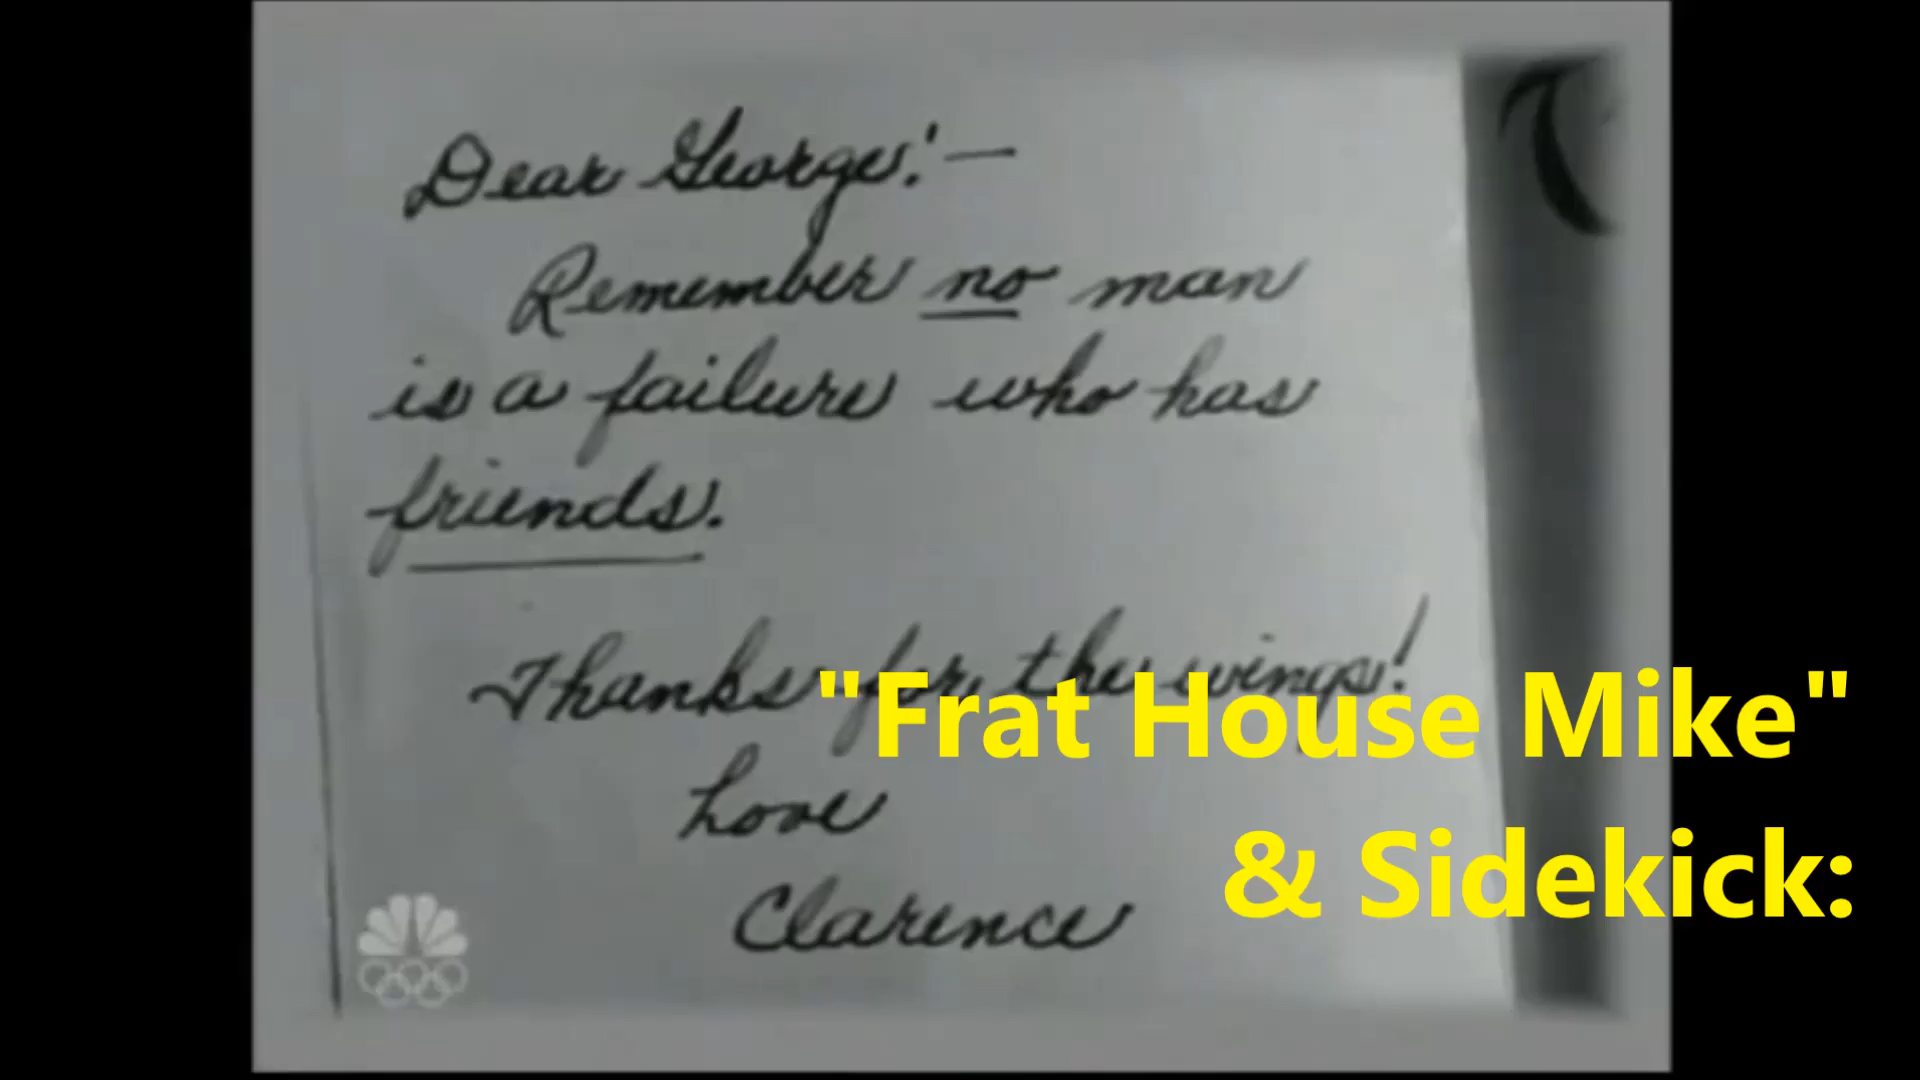 Dear George:—
Remember no man
is a failure who has
friends.
Thanks for the wings!
Love
Clarence
"Frat House Mike"
& Sidekick: